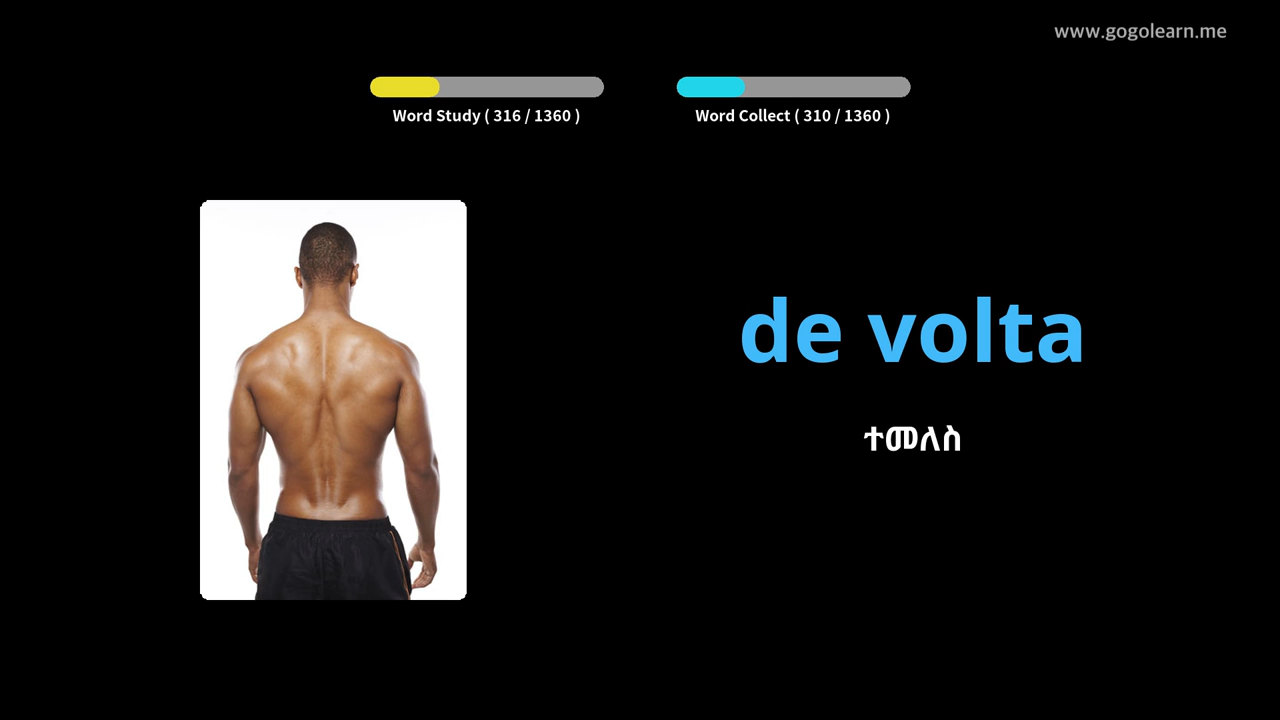 www.gogolearn.me
Word Study ( 316 / 1360 )
Word Collect ( 310 / 1360 )
de volta
ተመለስ